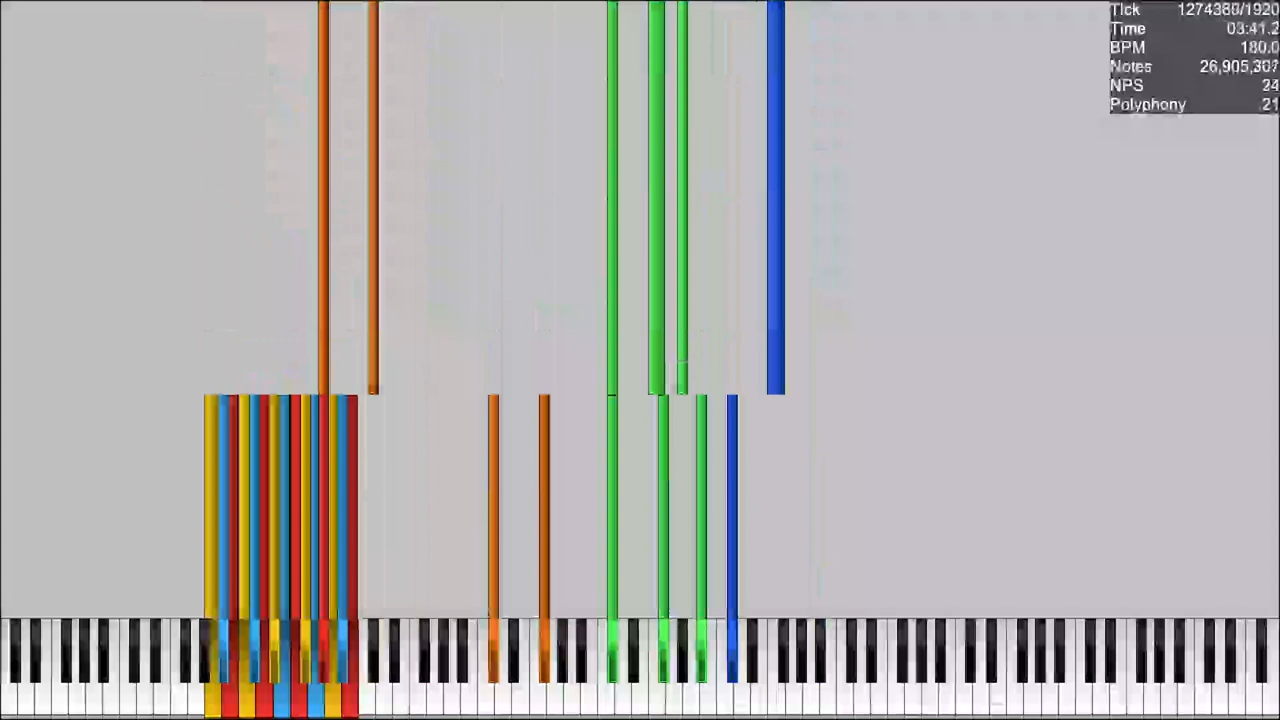 Tick 1274380/1920
Time 03:41.2
BPM 180.0
Notes 26,905,307
NPS 24
Polyphony 21